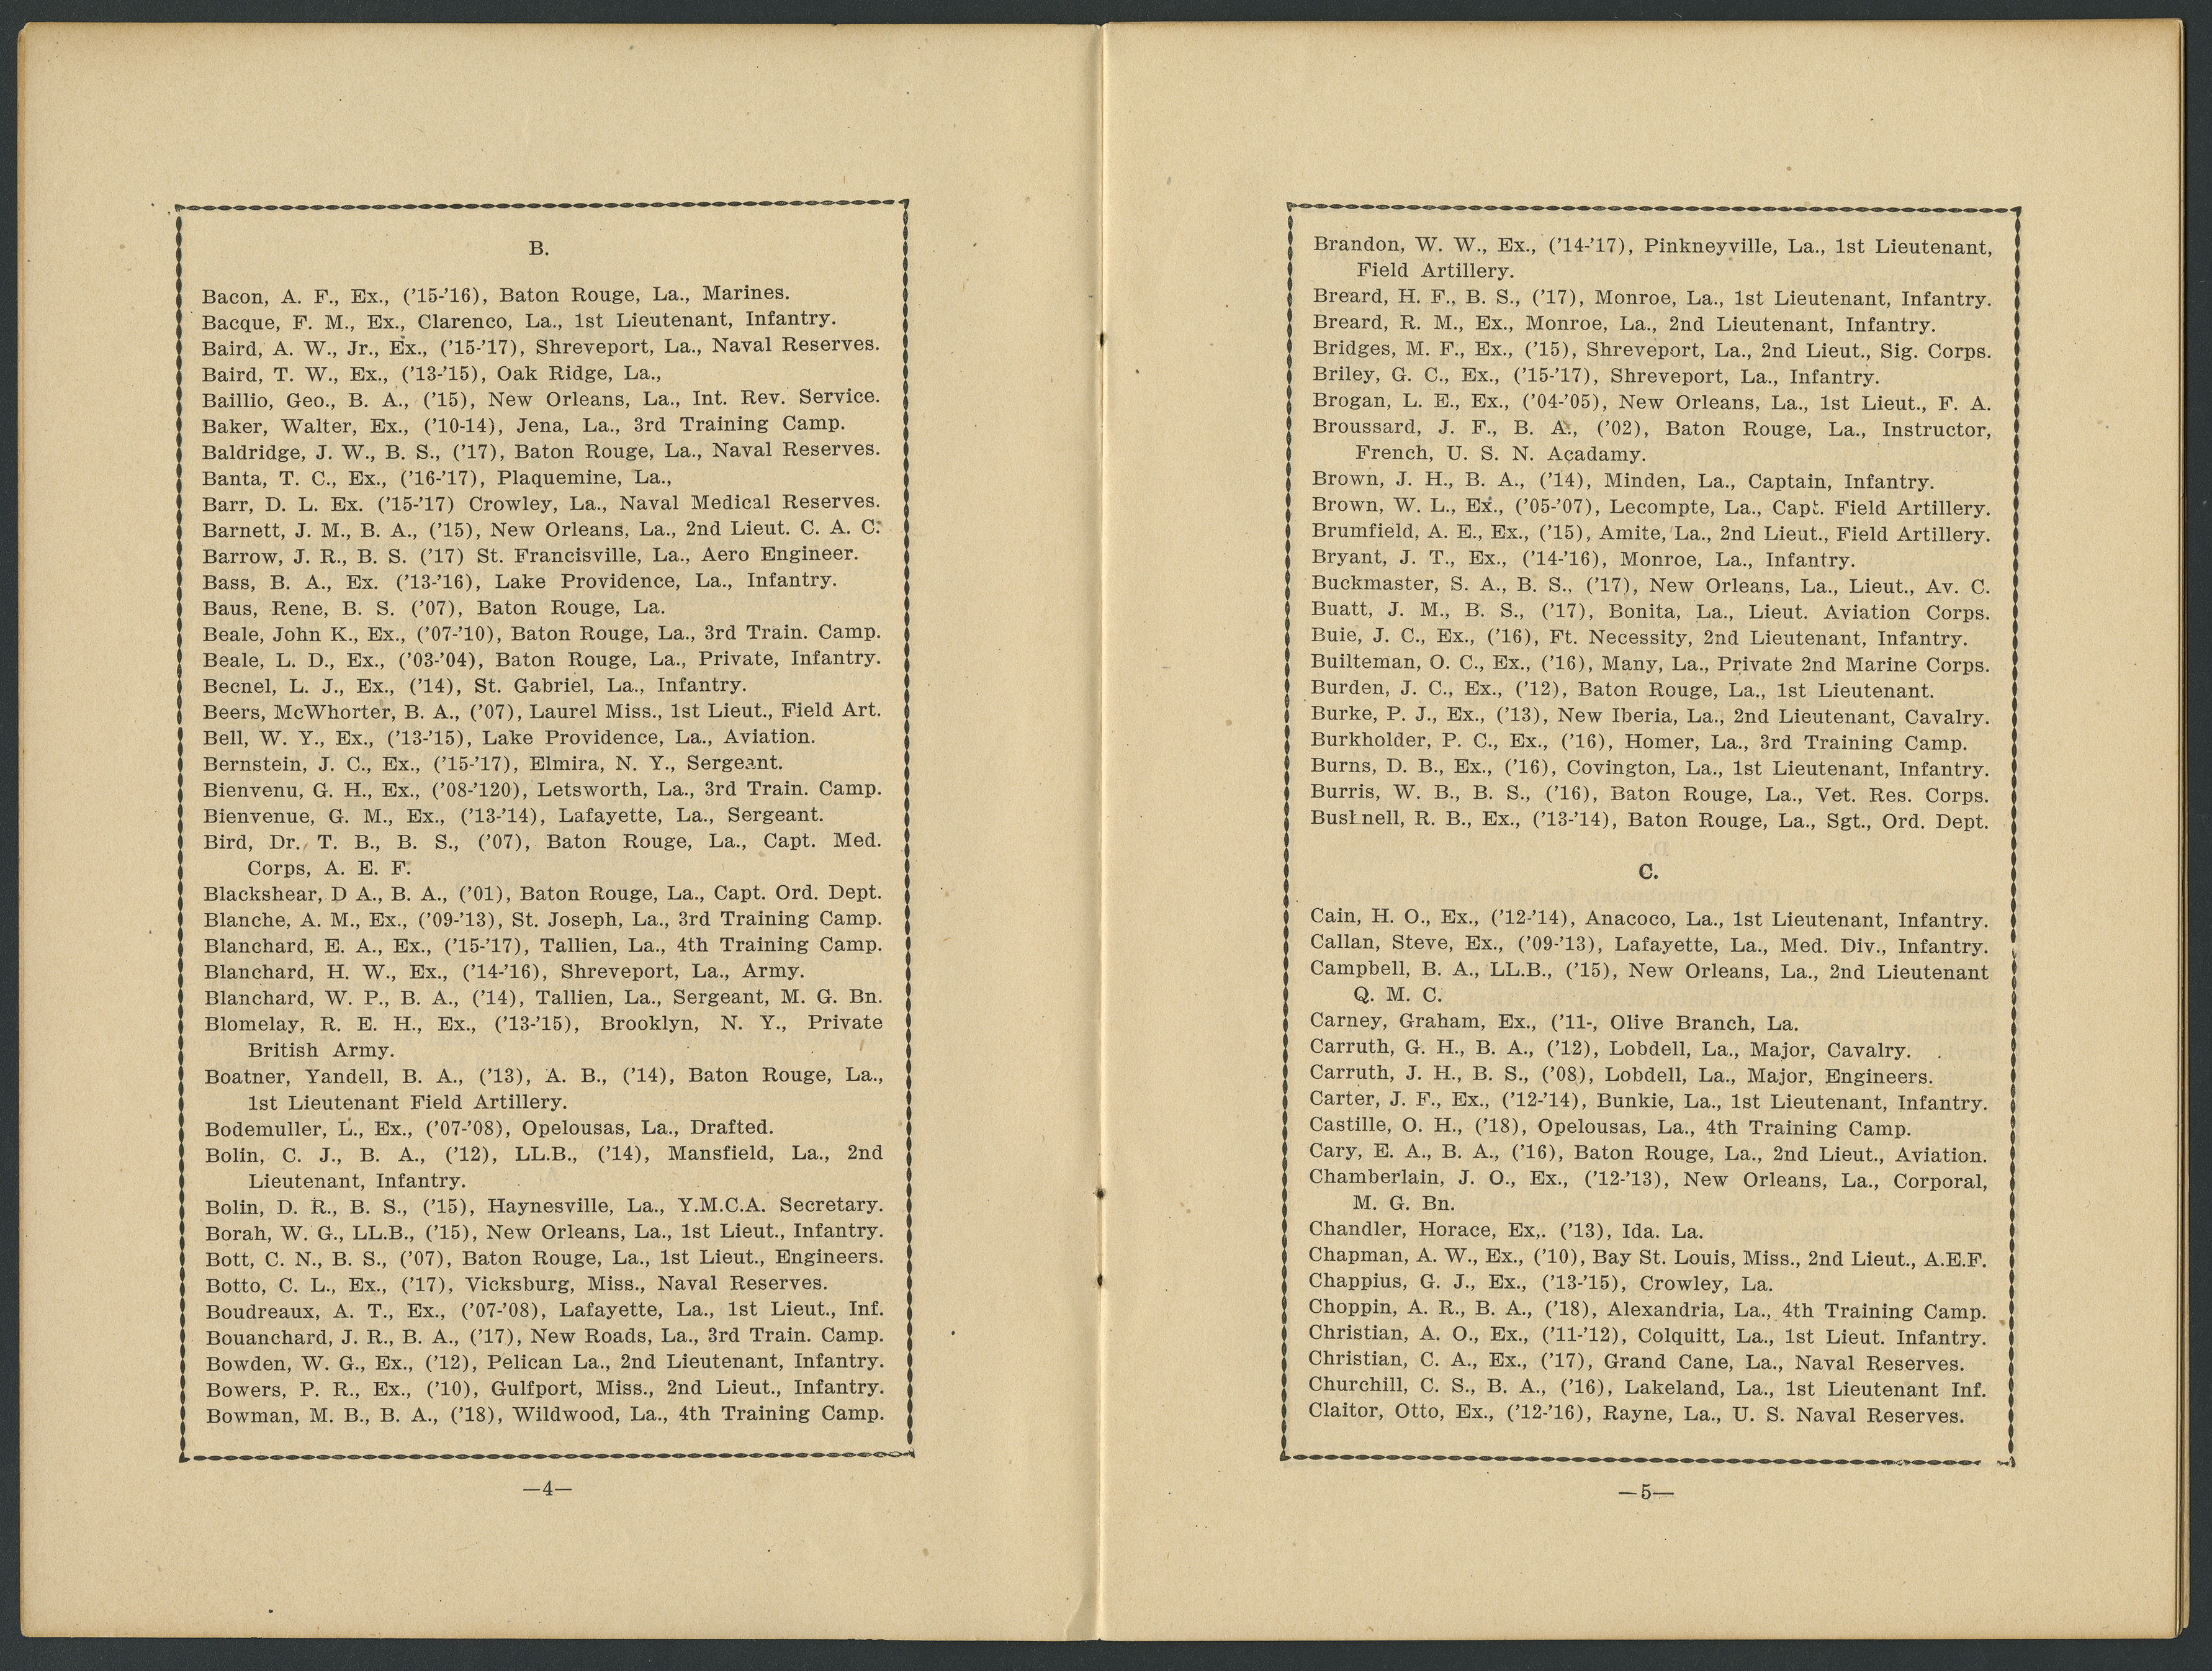 B.
Bacon, A. F., Ex., ('15-'16), Baton Rouge, La., Marines.
Bacque, F. M., Ex., Clarenco, La., 1st Lieutenant, Infantry.
Baird, A. W., Jr., Ex., ('15-'17), Shreveport, La., Naval Reserves.
Baird, T. W., Ex., ('13-'15), Oak Ridge, La.,
Baillio, Geo., B. A., ('15), New Orleans, La., Int. Rev. Service.
Baker, Walter, Ex., ('10-14), Jena, La., 3rd Training Camp.
Baldridge, J. W., B. S., ('17), Baton Rouge, La., Naval Reserves.
Banta, T. C., Ex., ('16-'17), Plaquemine, La.,
Barr, D. L. Ex. ('15-'17) Crowley, La., Naval Medical Reserves.
Barnett, J. M., B. A., ('15), New Orleans, La., 2nd Lieut. C. A. C.
Barrow, J. R., B. S. ('17) St. Francisville, La., Aero Engineer.
Bass, B. A., Ex. ('13-'16), Lake Providence, La., Infantry.
Baus, Rene, B. S. ('07), Baton Rouge, La.
Beale, John K., Ex., ('07-'10), Baton Rouge, La., 3rd Train. Camp.
Beale, L. D., Ex., ('03-'04), Baton Rouge, La., Private, Infantry.
Becnel, L. J., Ex., ('14), St. Gabriel, La., Infantry.
Beers, McWhorter, B. A., ('07), Laurel Miss., 1st Lieut., Field Art.
Bell, W. Y., Ex., ('13-'15), Lake Providence, La., Aviation.
Bernstein, J. C., Ex., ('15-'17), Elmira, N. Y., Sergeant.
Bienvenu, G. H., Ex., ('08-'120), Letsworth, La., 3rd Train. Camp.
Bienvenue, G. M., Ex., ('13-'14), Lafayette, La., Sergeant.
Bird, Dr. T. B., B. S., ('07), Baton Rouge, La., Capt. Med.
Corps, A. E. F.
Blackshear, D A., B. A., ('01), Baton Rouge, La., Capt. Ord. Dept.
Blanche, A. M., Ex., ('09-'13), St. Joseph, La., 3rd Training Camp.
Blanchard, E. A., Ex., ('15-'17), Tallien, La., 4th Training Camp.
Blanchard, H. W., Ex., ('14-'16), Shreveport, La., Army.
Blanchard, W. P., B. A., ('14), Tallien, La., Sergeant, M. G. Bn.
Blomelay, R. E. H., Ex., ('13-'15), Brooklyn, N. Y., Private
British Army.
Boatner, Yandell, B. A., ('13), A. B., ('14), Baton Rouge, La.,
1st Lieutenant Field Artillery.
Bodemuller, L., Ex., ('07-'08), Opelousas, La., Drafted.
Bolin, C. J., B. A., ('12), LL.B., ('14), Mansfield, La., 2nd
Lieutenant, Infantry.
Bolin, D. R., B. S., ('15), Haynesville, La., Y.M.C.A. Secretary.
Borah, W. G., LL.B., ('15), New Orleans, La., 1st Lieut., Infantry.
Bott, C. N., B. S., ('07), Baton Rouge, La., 1st Lieut., Engineers.
Botto, C. L., Ex., ('17), Vicksburg, Miss., Naval Reserves.
Boudreaux, A. T., Ex., ('07-'08), Lafayette, La., 1st Lieut., Inf.
Bouanchard, J. R., B. A., ('17), New Roads, La., 3rd Train. Camp.
Bowden, W. G., Ex., ('12), Pelican La., 2nd Lieutenant, Infantry.
Bowers, P. R., Ex., ('10), Gulfport, Miss., 2nd Lieut., Infantry.
Bowman, M. B., B. A., ('18), Wildwood, La., 4th Training Camp.
—4—
Brandon, W. W., Ex., ('14-'17), Pinkneyville, La., 1st Lieutenant,
Field Artillery.
Breard, H. F., B. S., ('17), Monroe, La., 1st Lieutenant, Infantry.
Breard, R. M., Ex., Monroe, La., 2nd Lieutenant, Infantry.
Bridges, M. F., Ex., ('15), Shreveport, La., 2nd Lieut., Sig. Corps.
Briley, G. C., Ex., ('15-'17), Shreveport, La., Infantry.
Brogan, L. E., Ex., ('04-'05), New Orleans, La., 1st Lieut., F. A.
Broussard, J. F., B. A., ('02), Baton Rouge, La., Instructor,
French, U. S. N. Acadamy.
Brown, J. H., B. A., ('14), Minden, La., Captain, Infantry.
Brown, W. L., Ex., ('05-'07), Lecompte, La., Capt. Field Artillery.
Brumfield, A. E., Ex., ('15), Amite, La., 2nd Lieut., Field Artillery.
Bryant, J. T., Ex., ('14-'16), Monroe, La., Infantry.
Buckmaster, S. A., B. S., ('17), New Orleans, La., Lieut., Av. C.
Buatt, J. M., B. S., ('17), Bonita, La., Lieut. Aviation Corps.
Buie, J. C., Ex., ('16), Ft. Necessity, 2nd Lieutenant, Infantry.
Builteman, O. C., Ex., ('16), Many, La., Private 2nd Marine Corps.
Burden, J. C., Ex., ('12), Baton Rouge, La., 1st Lieutenant.
Burke, P. J., Ex., ('13), New Iberia, La., 2nd Lieutenant, Cavalry.
Burkholder, P. C., Ex., ('16), Homer, La., 3rd Training Camp.
Burns, D. B., Ex., ('16), Covington, La., 1st Lieutenant, Infantry.
Burris, W. B., B. S., ('16), Baton Rouge, La., Vet. Res. Corps.
Bushnell, R. B., Ex., ('13-'14), Baton Rouge, La., Sgt., Ord. Dept.
C.
Cain, H. O., Ex., ('12-'14), Anacoco, La., 1st Lieutenant, Infantry.
Callan, Steve, Ex., ('09-'13), Lafayette, La., Med. Div., Infantry.
Campbell, B. A., LL.B., ('15), New Orleans, La., 2nd Lieutenant
Q. M. C.
Carney, Graham, Ex., ('11-, Olive Branch, La.
Carruth, G. H., B. A., ('12), Lobdell, La., Major, Cavalry.
Carruth, J. H., B. S., ('08), Lobdell, La., Major, Engineers.
Carter, J. F., Ex., ('12-'14), Bunkie, La., 1st Lieutenant, Infantry.
Castille, O. H., ('18), Opelousas, La., 4th Training Camp.
Cary, E. A., B. A., ('16), Baton Rouge, La., 2nd Lieut., Aviation.
Chamberlain, J. O., Ex., ('12-'13), New Orleans, La., Corporal,
M. G. Bn.
Chandler, Horace, Ex,. ('13), Ida. La.
Chapman, A. W., Ex., ('10), Bay St. Louis, Miss., 2nd Lieut., A.E.F.
Chappius, G. J., Ex., ('13-'15), Crowley, La.
Choppin, A. R., B. A., ('18), Alexandria, La., 4th Training Camp.
Christian, A. O., Ex., ('11-'12), Colquitt, La., 1st Lieut. Infantry.
Christian, C. A., Ex., ('17), Grand Cane, La., Naval Reserves.
Churchill, C. S., B. A., ('16), Lakeland, La., 1st Lieutenant Inf.
Claitor, Otto, Ex., ('12-'16), Rayne, La., U. S. Naval Reserves.
—5—